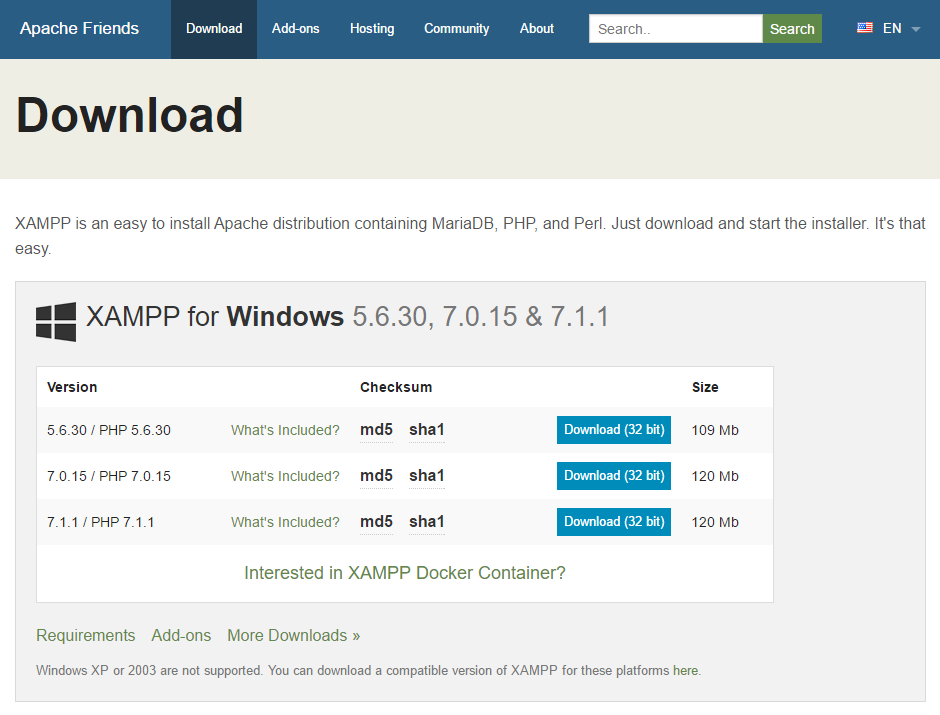 Apache Friends Download Add-ons Hosting Community About Search.. Search EN
Download
XAMPP is an easy to install Apache distribution containing MariaDB, PHP, and Perl. Just download and start the installer. It's that
easy.
XAMPP for Windows 5.6.30, 7.0.15 & 7.1.1
Version Checksum Size
5.6.30 / PHP 5.6.30 What's Included? md5 sha1 Download (32 bit) 109 Mb
7.0.15 / PHP 7.0.15 What's Included? md5 sha1 Download (32 bit) 120 Mb
7.1.1 / PHP 7.1.1 What's Included? md5 sha1 Download (32 bit) 120 Mb
Interested in XAMPP Docker Container?
Requirements Add-ons More Downloads »
Windows XP or 2003 are not supported. You can download a compatible version of XAMPP for these platforms here.